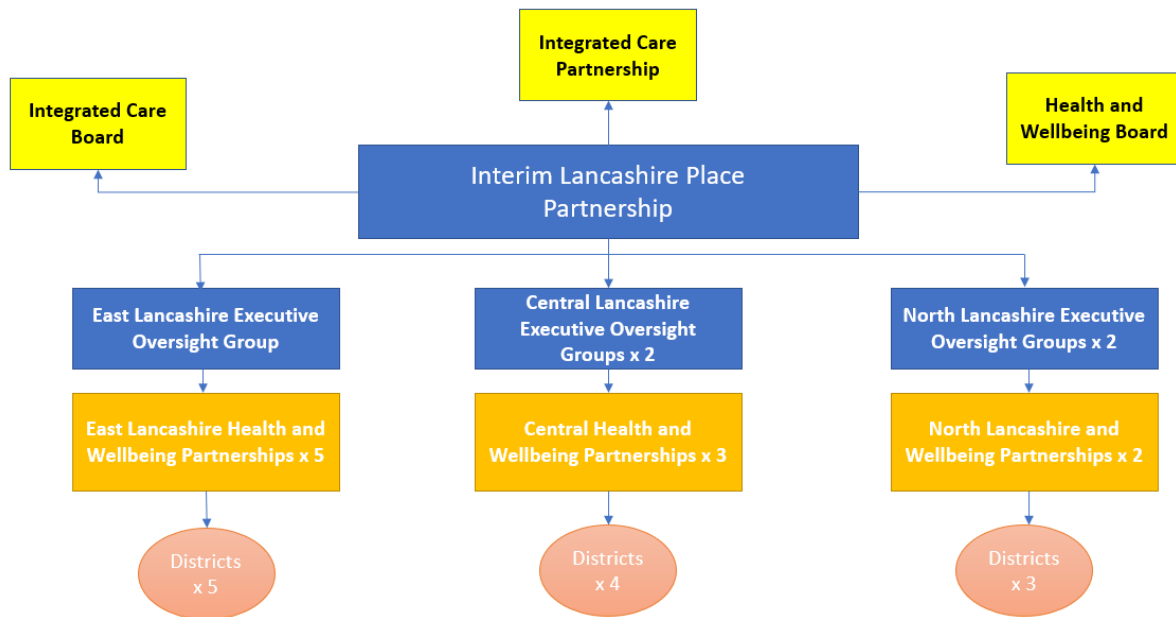 Integrated Care
Partnership
Integrated Care
Board
Health and
Wellbeing Board
Interim Lancashire Place
Partnership
East Lancashire Executive
Oversight Group
Central Lancashire
Executive Oversight
Groups x 2
North Lancashire Executive
Oversight Groups x 2
East Lancashire Health and
Wellbeing Partnerships x 5
Central Health and
Wellbeing Partnerships x 3
North Lancashire and
Wellbeing Partnerships x 2
Districts
x 5
Districts
x 4
Districts
x 3